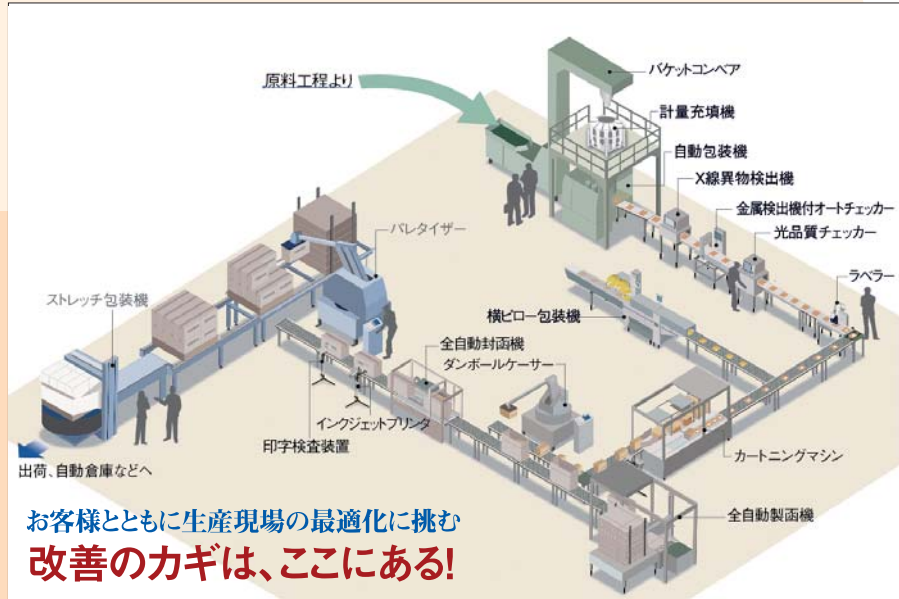 原料工程より
バケットコンベア
計量充填機
自動包装機
X線異物検出機
金属検出機付オートチェッカー
光品質チェッカー
ラベラー
パレタイザー
ストレッチ包装機
横ピロー包装機
全自動封函機
ダンボールケーサー
インクジェットプリンタ
印字検査装置
カートニングマシン
出荷、自動倉庫などへ
全自動製函機
お客様とともに生産現場の最適化に挑む
改善のカギは、ここにある!